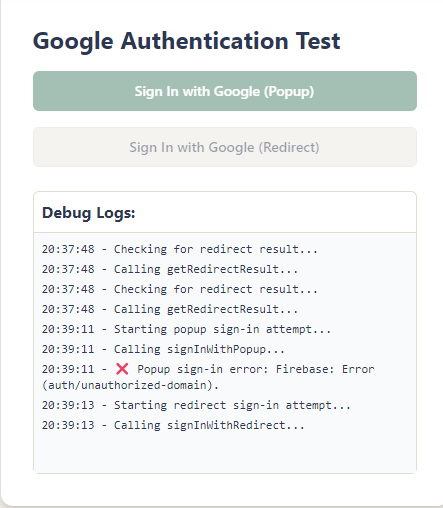 Google Authentication Test
Sign In with Google (Popup)
Sign In with Google (Redirect)
Debug Logs:
20:37:48 - Checking for redirect result...
20:37:48 - Calling getRedirectResult...
20:37:48 - Checking for redirect result...
20:37:48 - Calling getRedirectResult...
20:39:11 - Starting popup sign-in attempt...
20:39:11 - Calling signInWithPopup...
20:39:11 - ❌ Popup sign-in error: Firebase: Error
(auth/unauthorized-domain).
20:39:13 - Starting redirect sign-in attempt...
20:39:13 - Calling signInWithRedirect...